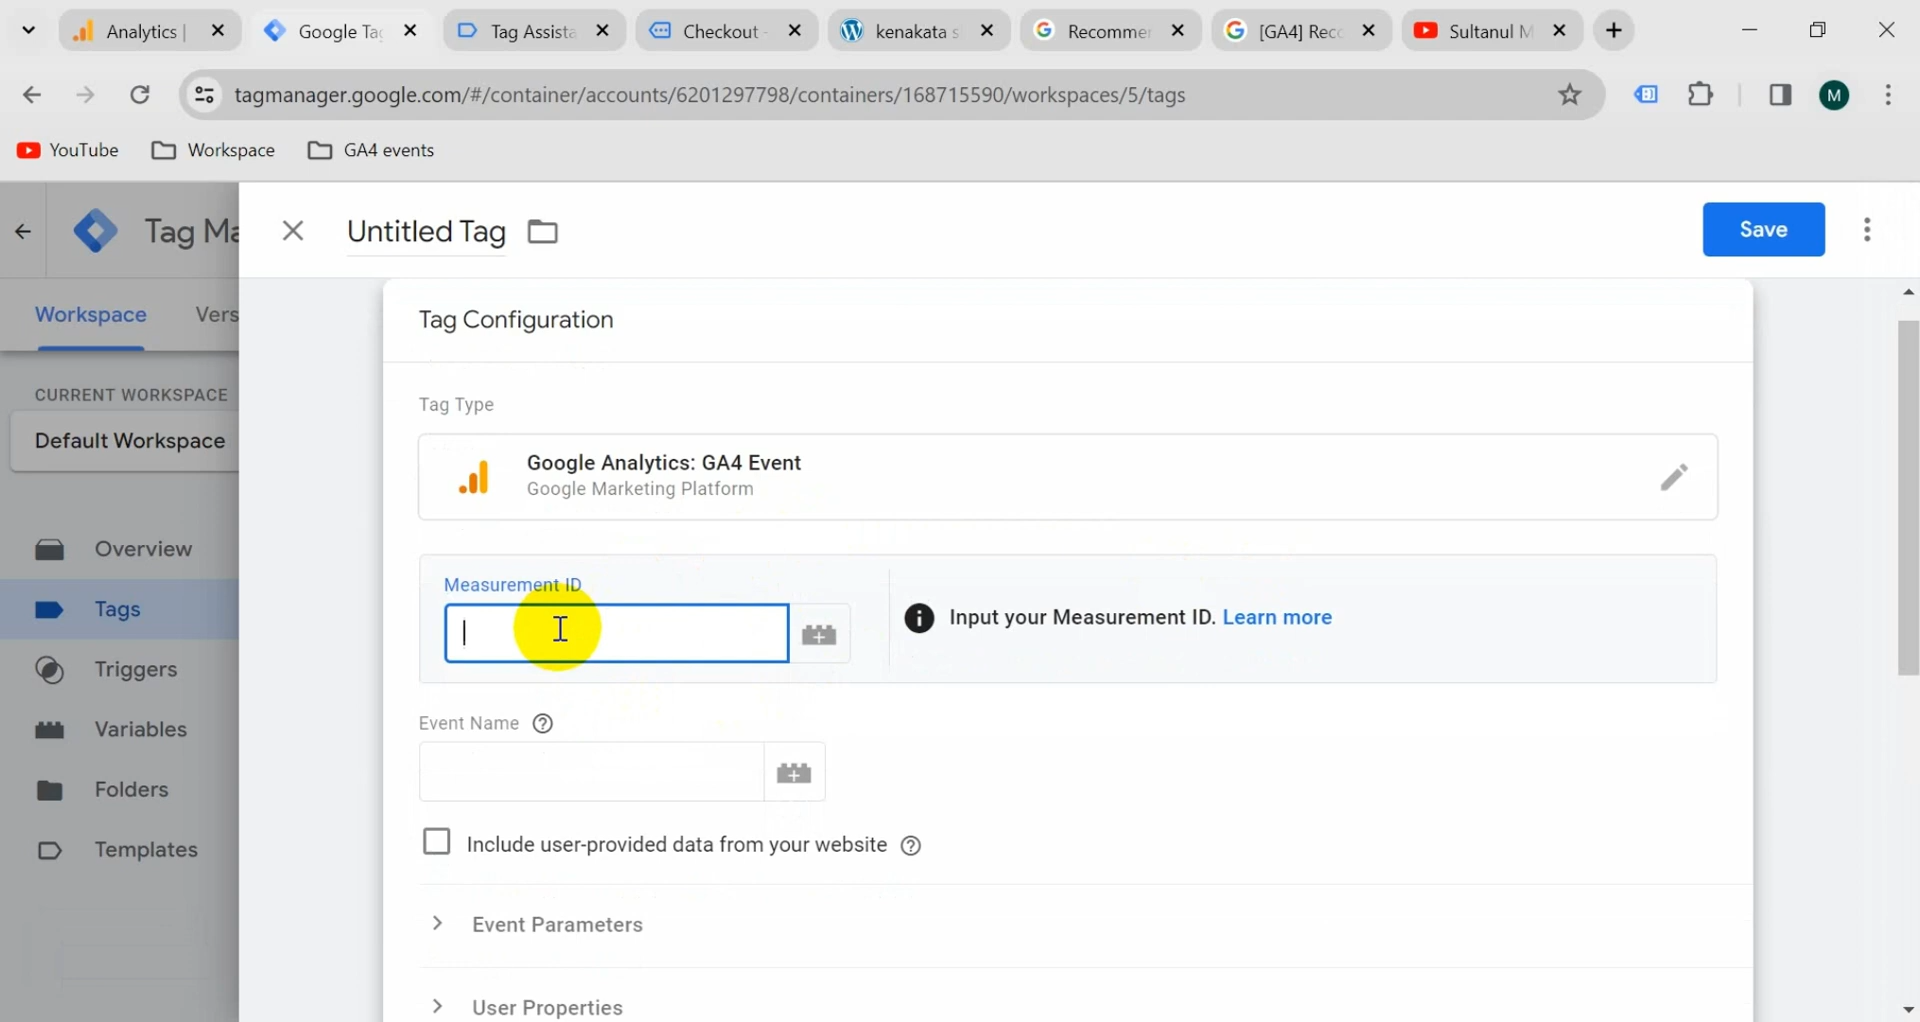 Analytics |
Google Ta
Tag Assista
Checkout -
kenakata s
Recommer
[GA4] Rec
Sultanul M
tagmanager.google.com/#/container/accounts/6201297798/containers/168715590/workspaces/5/tags
M
YouTube
Workspace
GA4 events
Tag Ma
Untitled Tag
Save
Workspace
Vers
Tag Configuration
CURRENT WORKSPACE
Default Workspace
Tag Type
Google Analytics: GA4 Event
Google Marketing Platform
Overview
Tags
Triggers
Variables
Folders
Templates
Measurement ID
Input your Measurement ID. Learn more
Event Name
Include user-provided data from your website
Event Parameters
User Properties